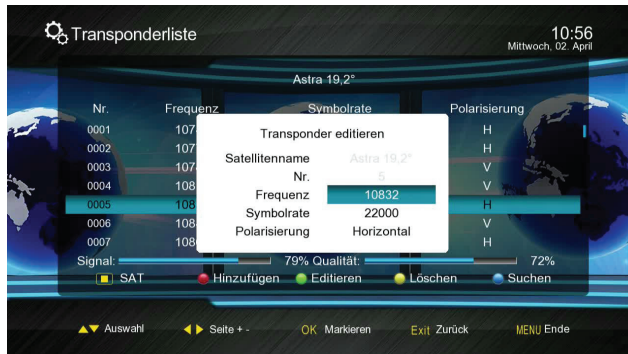 Transponderliste
10:56
Mittwoch, 02. April
Astra 19,2°
Nr. Frequenz Symbolrate Polarisierung
0001 107 H
0002 107 H
0003 107 V
0004 108 V
0005 108 H
0006 108 V
0007 108 H
Transponder editieren
Satellitenname Astra 19,2°
Nr. 5
Frequenz 10832
Symbolrate 22000
Polarisierung Horizontal
Signal: 79% Qualität: 72%
SAT Hinzufügen Editieren Löschen Suchen
Auswahl Seite + - OK Markieren Exit Zurück MENU Ende